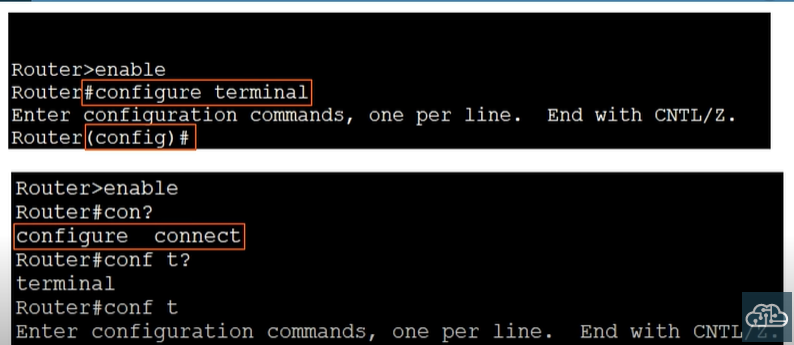 Router>enable
Router#configure terminal
Enter configuration commands, one per line.  End with CNTL/Z.
Router(config)#
Router>enable
Router#con?
configure  connect
Router#conf t?
terminal
Router#conf t
Enter configuration commands, one per line.  End with CNTL/Z.